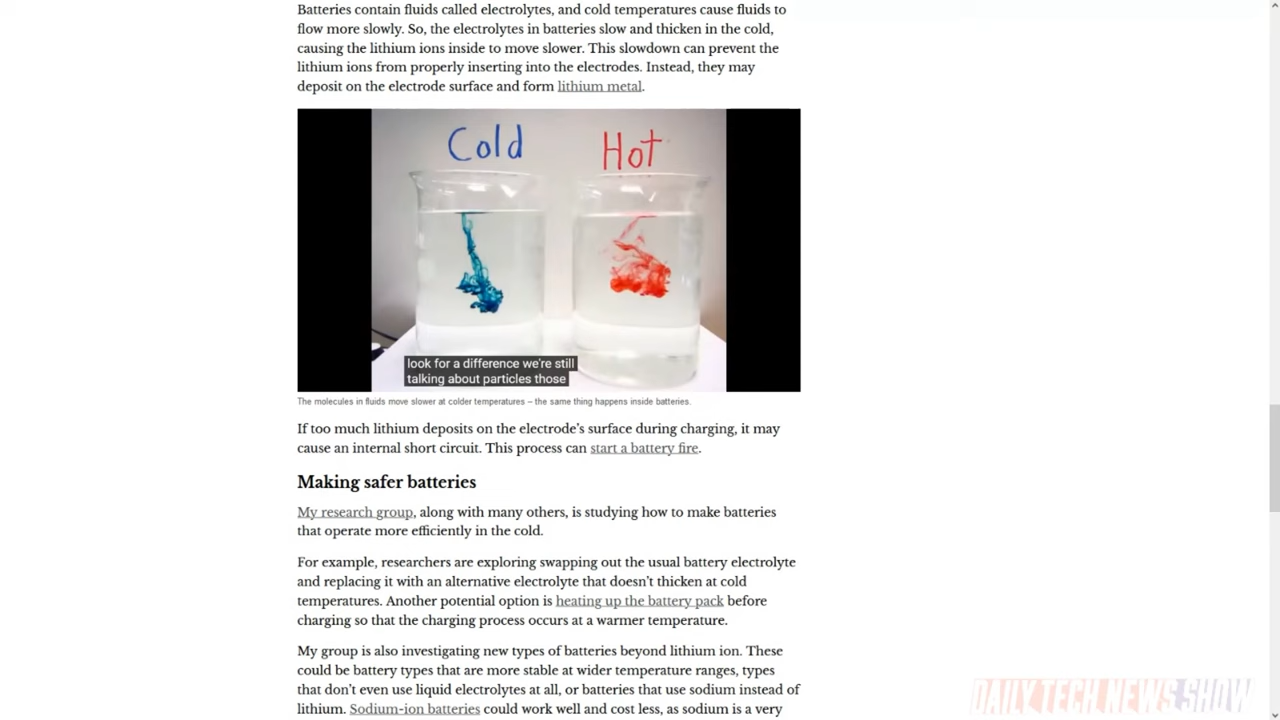 Batteries contain fluids called electrolytes, and cold temperatures cause fluids to
flow more slowly. So, the electrolytes in batteries slow and thicken in the cold,
causing the lithium ions inside to move slower. This slowdown can prevent the
lithium ions from properly inserting into the electrodes. Instead, they may
deposit on the electrode surface and form lithium metal.
Cold Hot
look for a difference we're still
talking about particles those
The molecules in fluids move slower at colder temperatures – the same thing happens inside batteries.
If too much lithium deposits on the electrode's surface during charging, it may
cause an internal short circuit. This process can start a battery fire.
Making safer batteries
My research group, along with many others, is studying how to make batteries
that operate more efficiently in the cold.
For example, researchers are exploring swapping out the usual battery electrolyte
and replacing it with an alternative electrolyte that doesn't thicken at cold
temperatures. Another potential option is heating up the battery pack before
charging so that the charging process occurs at a warmer temperature.
My group is also investigating new types of batteries beyond lithium ion. These
could be battery types that are more stable at wider temperature ranges, types
that don't even use liquid electrolytes at all, or batteries that use sodium instead of
lithium. Sodium-ion batteries could work well and cost less, as sodium is a very
DAILY TECH NEWS SHOW